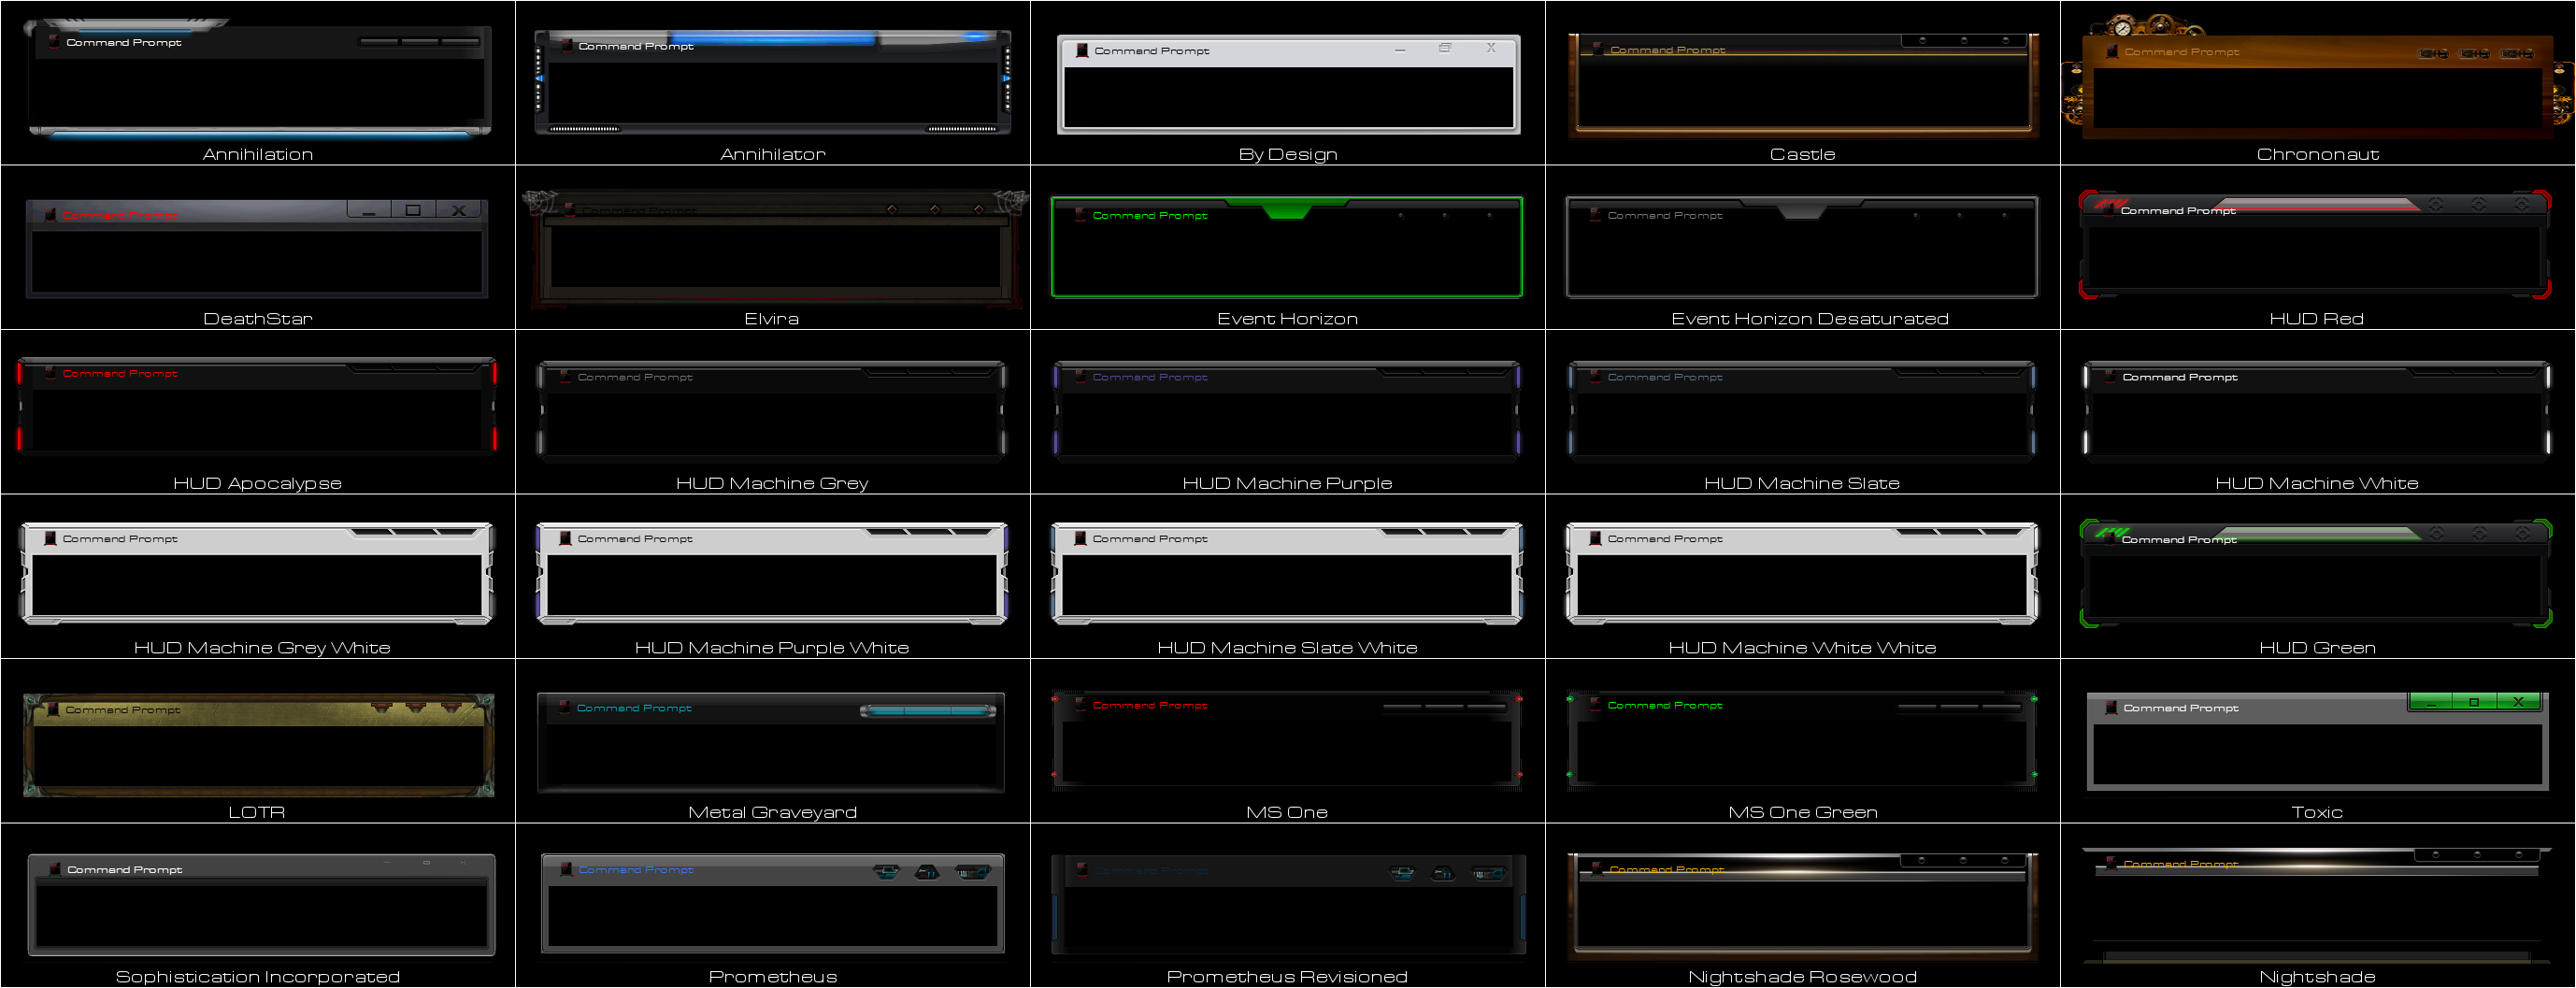 Command Prompt
Annihilation
Command Prompt
Annihilator
Command Prompt
By Design
Command Prompt
Castle
Command Prompt
Chrononaut
Command Prompt
DeathStar
Command Prompt
Elvira
Command Prompt
Event Horizon
Command Prompt
Event Horizon Desaturated
Command Prompt
HUD Red
Command Prompt
HUD Apocalypse
Command Prompt
HUD Machine Grey
Command Prompt
HUD Machine Purple
Command Prompt
HUD Machine Slate
Command Prompt
HUD Machine White
Command Prompt
HUD Machine Grey White
Command Prompt
HUD Machine Purple White
Command Prompt
HUD Machine Slate White
Command Prompt
HUD Machine White White
Command Prompt
HUD Green
Command Prompt
LOTR
Command Prompt
Metal Graveyard
Command Prompt
MS One
Command Prompt
MS One Green
Command Prompt
Toxic
Command Prompt
Sophistication Incorporated
Command Prompt
Prometheus
Command Prompt
Prometheus Revisioned
Command Prompt
Nightshade Rosewood
Command Prompt
Nightshade